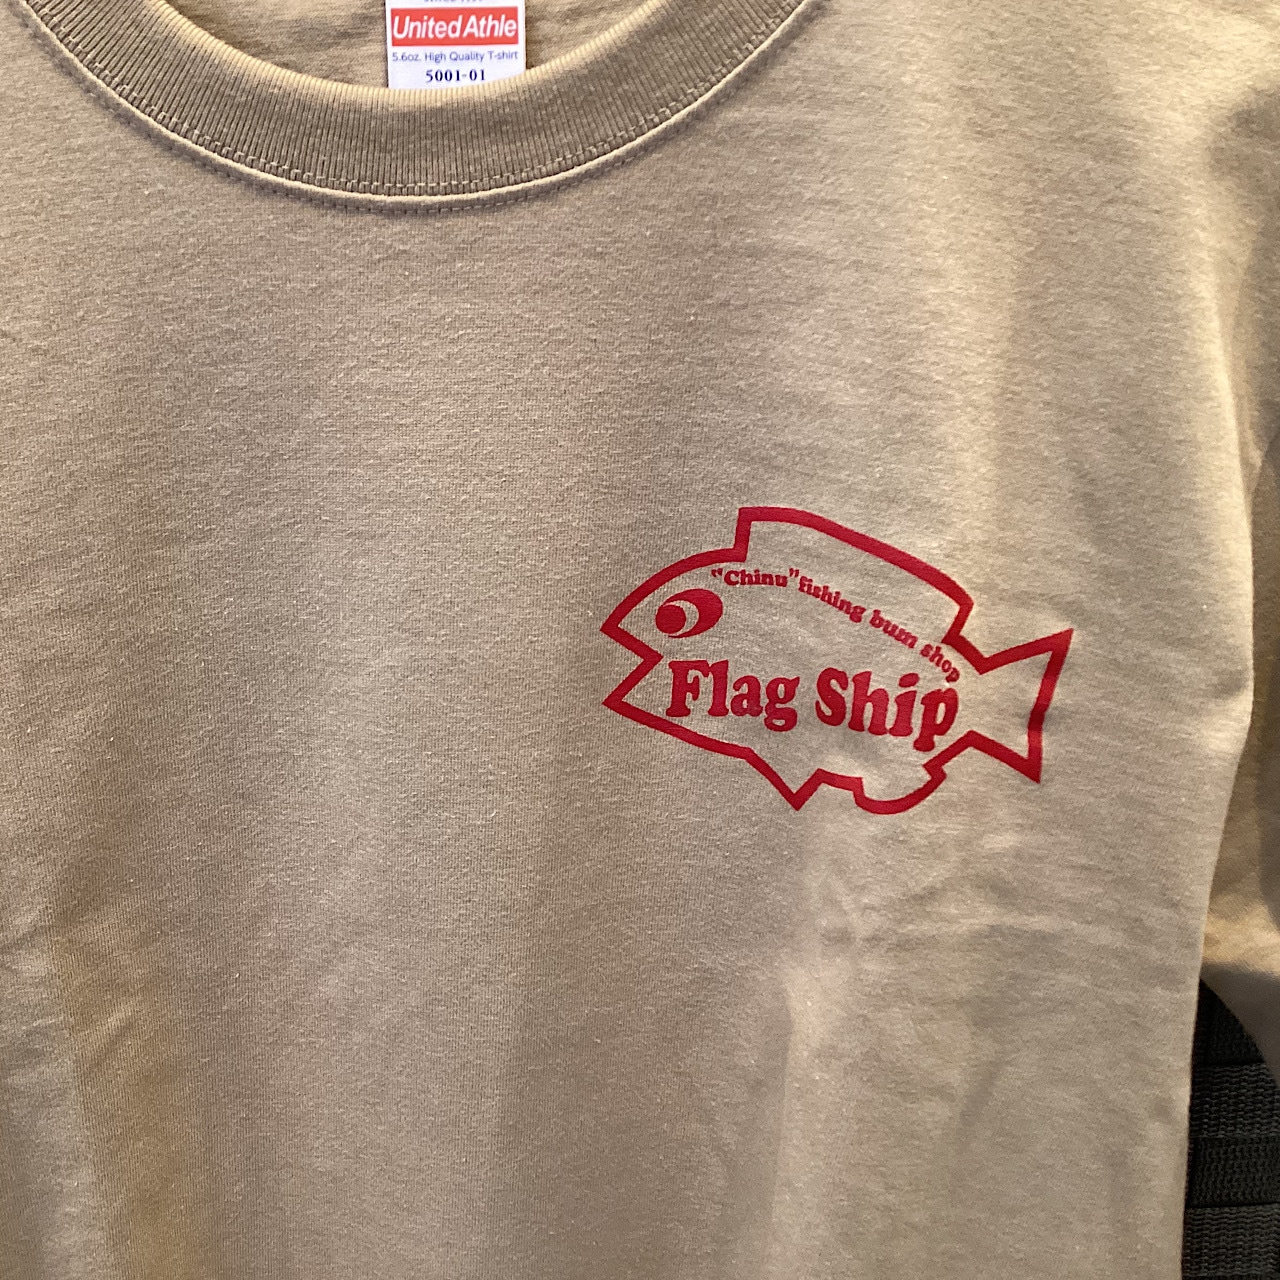 United Athle
5.6oz. High Quality T-shirt
5001-01
"Chinu" fishing bum shop
Flag Ship